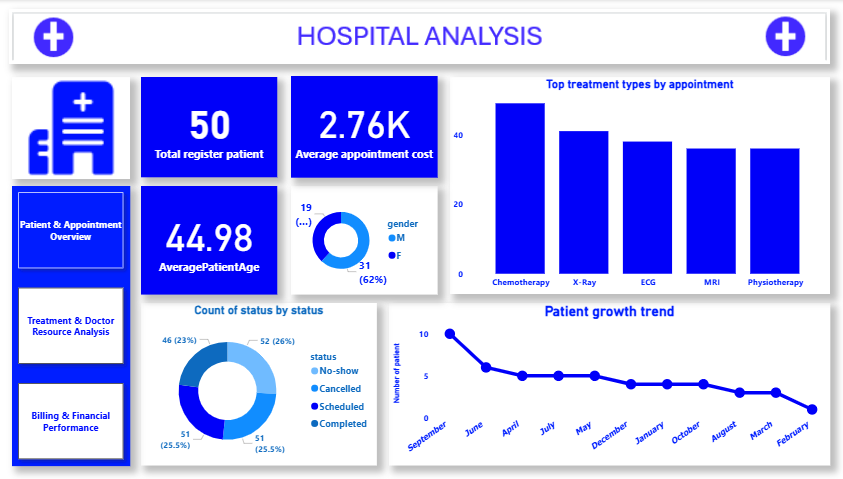 HOSPITAL ANALYSIS
50
Total register patient
2.76K
Average appointment cost
Top treatment types by appointment
40
20
0
Chemotherapy
X-Ray
ECG
MRI
Physiotherapy
Patient & Appointment
Overview
Treatment & Doctor
Resource Analysis
Billing & Financial
Performance
44.98
AveragePatientAge
19
(...)
31
(62%)
gender
M
F
Count of status by status
46 (23%)
52 (26%)
51
(25.5%)
51
(25.5%)
status
No-show
Cancelled
Scheduled
Completed
Patient growth trend
Number of patient
10
5
0
September
June
April
July
May
December
January
October
August
March
February